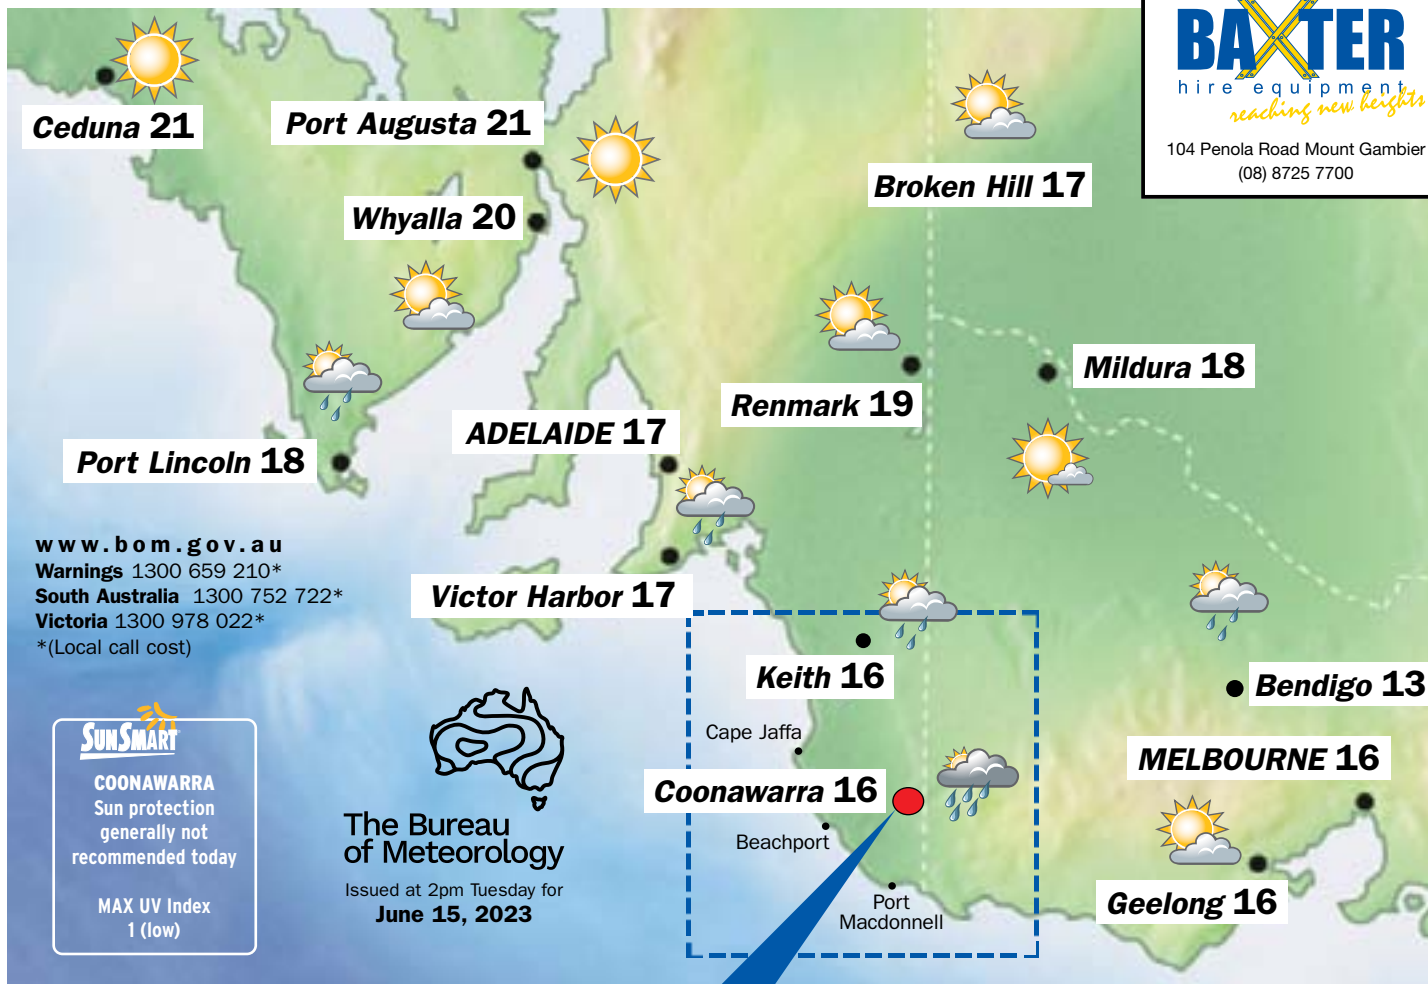 BAXTER
hire equipment
reaching new heights
104 Penola Road Mount Gambier
(08) 8725 7700
Ceduna 21
Port Augusta 21
Whyalla 20
Broken Hill 17
Renmark 19
Mildura 18
ADELAIDE 17
Port Lincoln 18
Victor Harbor 17
www.bom.gov.au
Warnings 1300 659 210*
South Australia 1300 752 722*
Victoria 1300 978 022*
*(Local call cost)
Keith 16
Bendigo 13
Cape Jaffa
MELBOURNE 16
Coonawarra 16
Beachport
Geelong 16
Port
Macdonnell
SUNSMART
COONAWARRA
Sun protection
generally not
recommended today
MAX UV Index
1 (low)
The Bureau
of Meteorology
Issued at 2pm Tuesday for
June 15, 2023